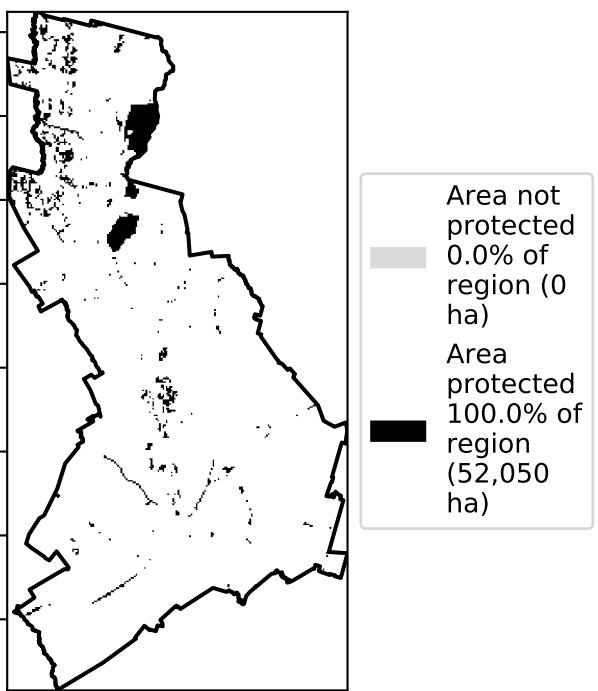 Area not
protected
0.0% of
region (0
ha)
Area
protected
100.0% of
region
(52,050
ha)